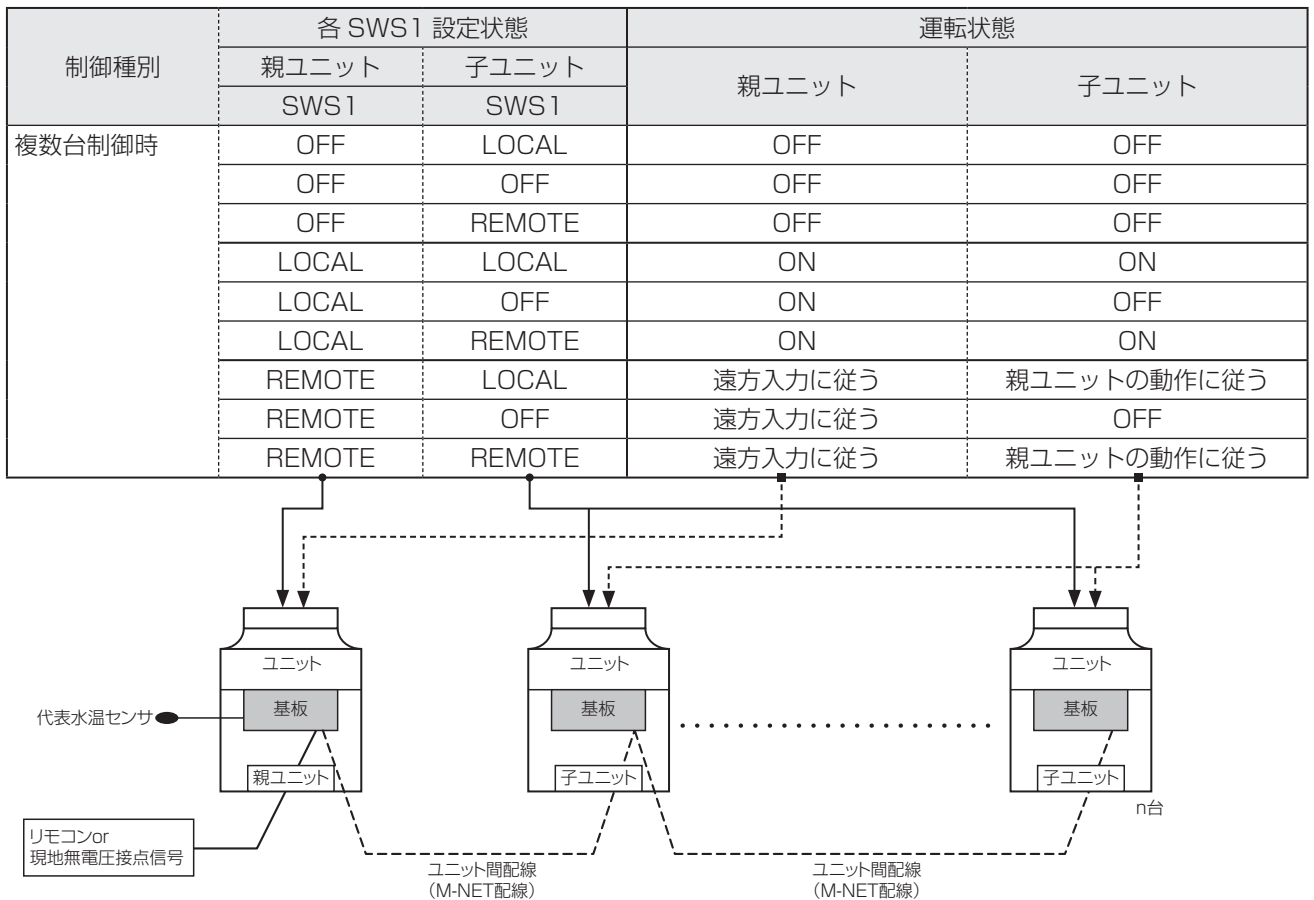 制御種別 各 SWS1 設定状態 運転状態
親ユニット 子ユニット 親ユニット 子ユニット
SWS1 SWS1
複数台制御時 OFF LOCAL OFF OFF
OFF OFF OFF OFF
OFF REMOTE OFF OFF
LOCAL LOCAL ON ON
LOCAL OFF ON OFF
LOCAL REMOTE ON ON
REMOTE LOCAL 遠方入力に従う 親ユニットの動作に従う
REMOTE OFF 遠方入力に従う OFF
REMOTE REMOTE 遠方入力に従う 親ユニットの動作に従う
ユニット ユニット ユニット
代表水温センサ 基板 基板 基板
親ユニット 子ユニット 子ユニット
n台
リモコンor
現地無電圧接点信号
ユニット間配線 ユニット間配線
（M-NET配線） （M-NET配線）